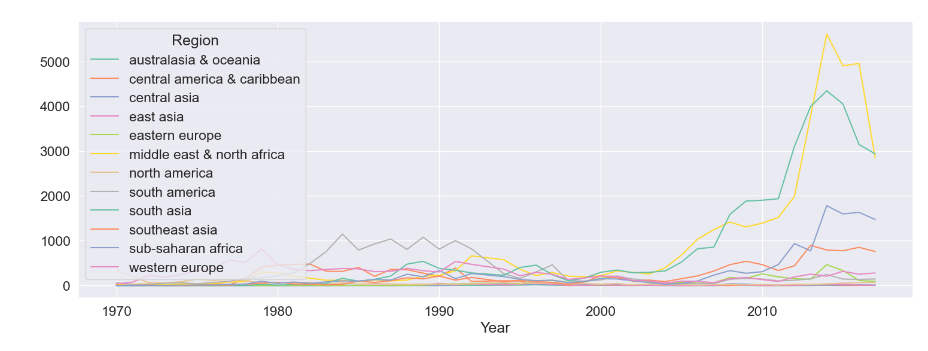 Region
australasia & oceania
central america & caribbean
central asia
east asia
eastern europe
middle east & north africa
north america
south america
south asia
southeast asia
sub-saharan africa
western europe
5000
4000
3000
2000
1000
0
1970
1980
1990
2000
2010
Year